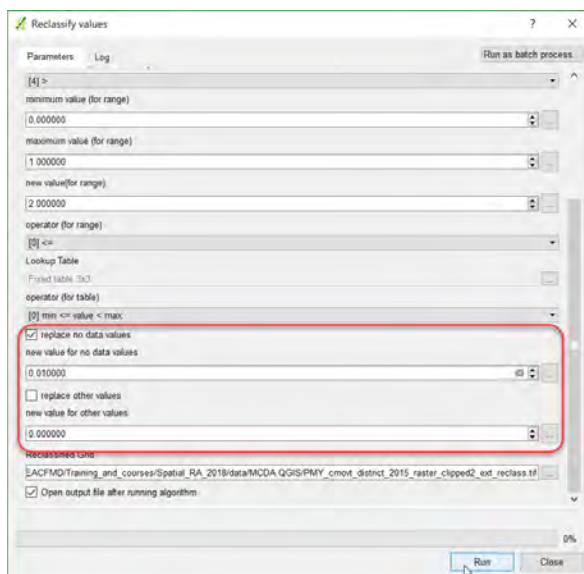 Reclassify values
?
Parameters
Log
Run as batch process...
[4] >
minimum value (for range)
0.000000
...
maximum value (for range)
1.000000
...
new value(for range)
2.000000
...
operator (for range)
[0] <=
Lookup Table
Fixed table 3x3
...
operator (for table)
[0] min <= value < max
replace no data values
new value for no data values
0.010000
...
replace other values
new value for other values
0.000000
...
Reclassified Grid
EACFMD/Training_and_courses/Spatial_RA_2018/data/MCDA QGIS/PMY_cmovt_district_2015_raster_clipped2_ext_reclass.tif
...
Open output file after running algorithm
0%
Run
Close